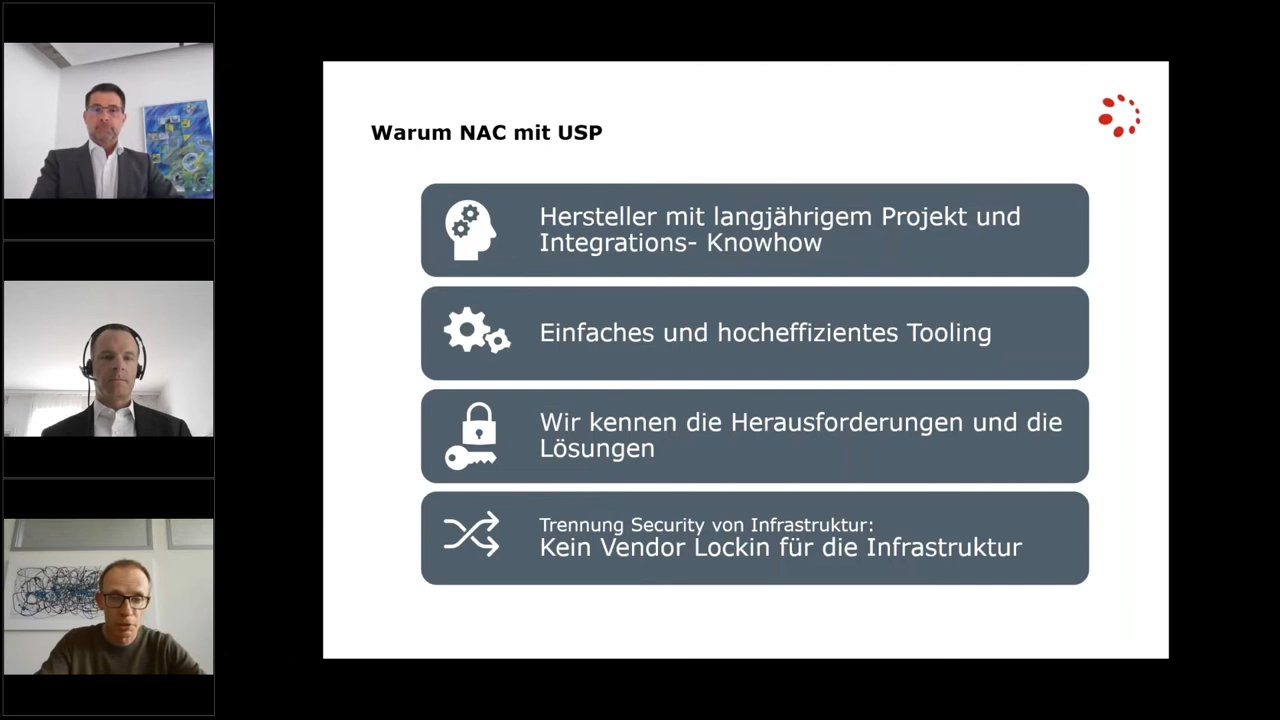 Warum NAC mit USP
Hersteller mit langjährigem Projekt und
Integrations- Knowhow
Einfaches und hocheffizientes Tooling
Wir kennen die Herausforderungen und die
Lösungen
Trennung Security von Infrastruktur:
Kein Vendor Lockin für die Infrastruktur